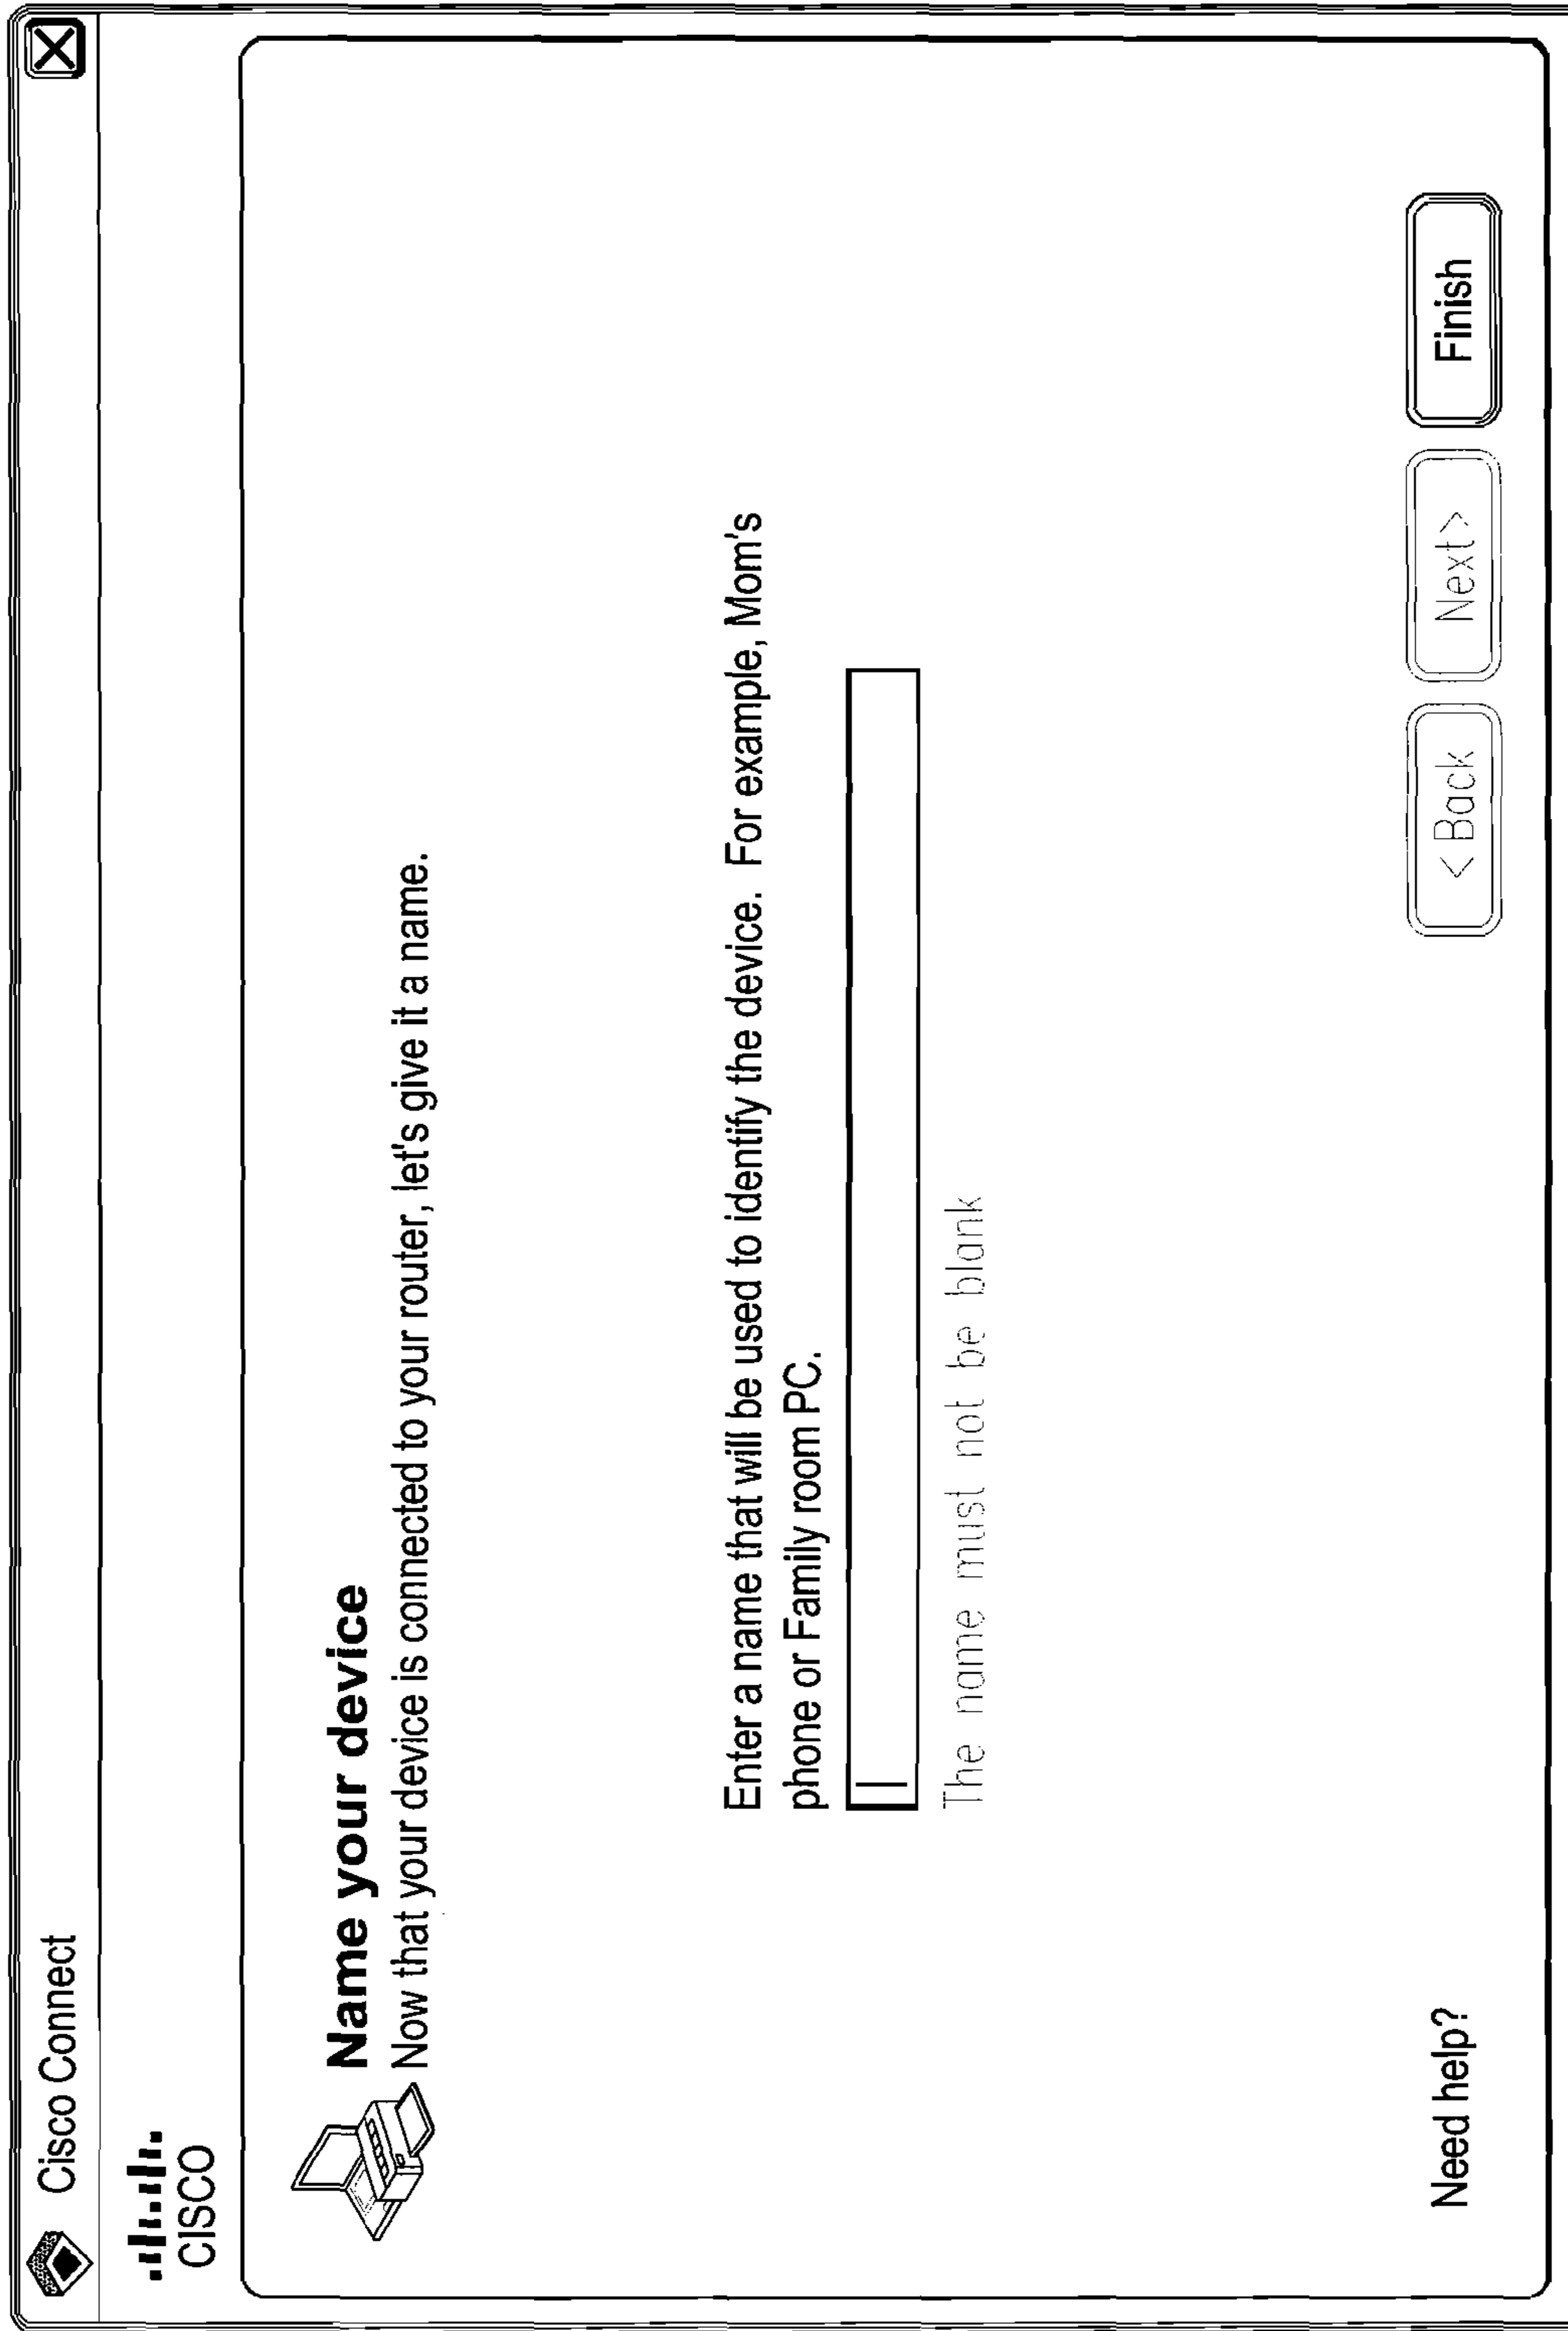 Cisco Connect
CISCO
Name your device
Now that your device is connected to your router, let's give it a name.
Enter a name that will be used to identify the device.  For example, Mom's
phone or Family room PC.
The name must not be blank
Need help?
<Back
Next>
Finish